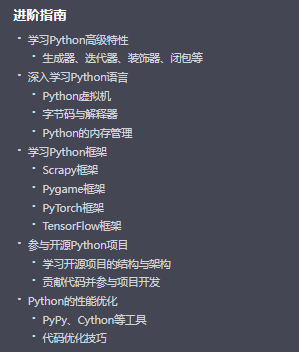 进阶指南
学习Python高级特性
生成器、迭代器、装饰器、闭包等
深入学习Python语言
Python虚拟机
字节码与解释器
Python的内存管理
学习Python框架
Scrapy框架
Pygame框架
PyTorch框架
TensorFlow框架
参与开源Python项目
学习开源项目的结构与架构
贡献代码并参与项目开发
Python的性能优化
PyPy、Cython等工具
代码优化技巧